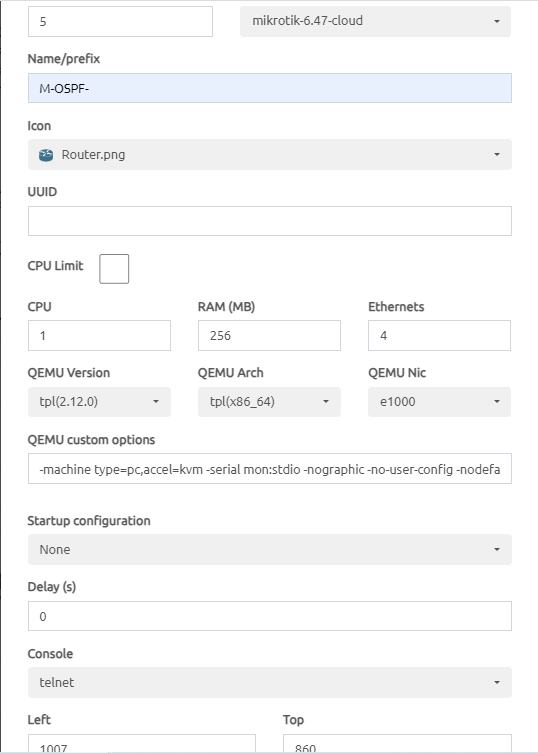 5 mikrotik-6.47-cloud
Name/prefix
M-OSPF-
Icon
Router.png
UUID
CPU Limit
CPU RAM (MB) Ethernets
1 256 4
QEMU Version QEMU Arch QEMU Nic
tpl(2.12.0) tpl(x86_64) e1000
QEMU custom options
-machine type=pc,accel=kvm -serial mon:stdio -nographic -no-user-config -nodefa
Startup configuration
None
Delay (s)
0
Console
telnet
Left Top
1007 860